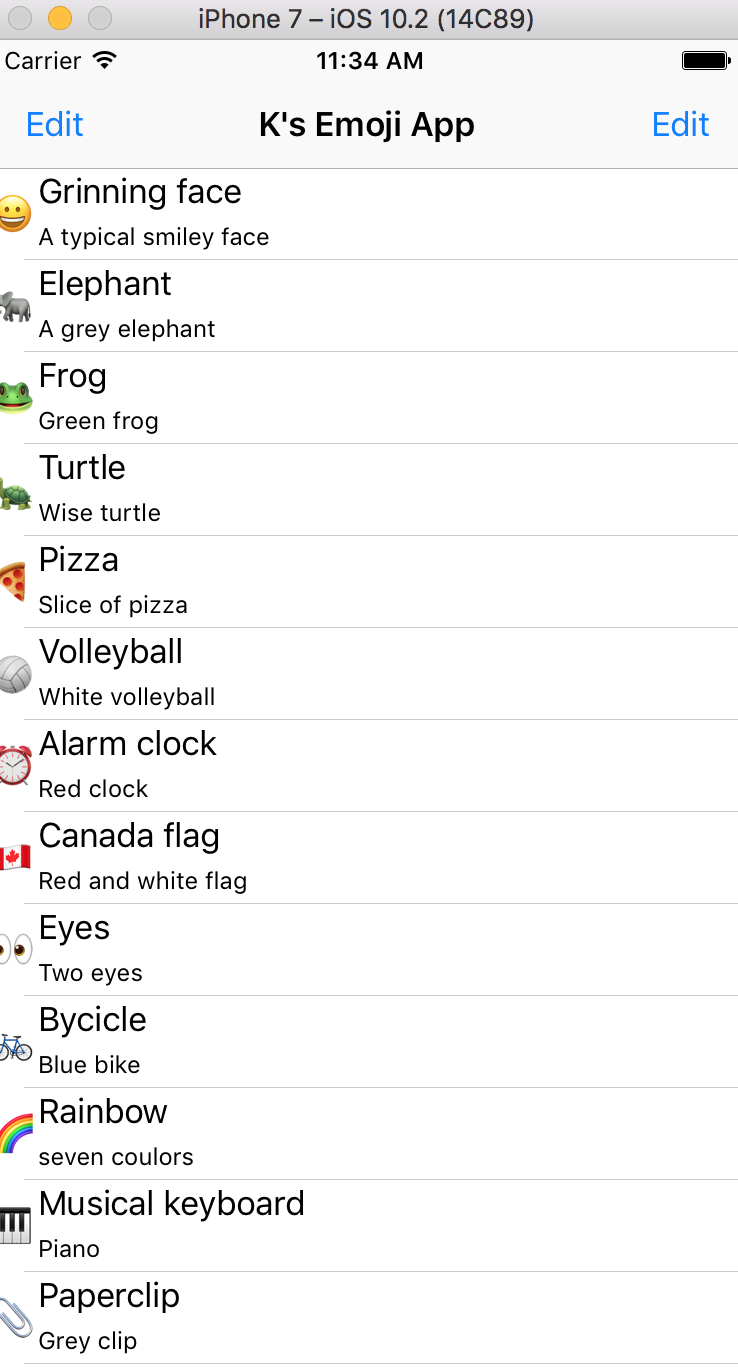 iPhone 7 – iOS 10.2 (14C89)
Carrier 11:34 AM
Edit K's Emoji App Edit
Grinning face
A typical smiley face
Elephant
A grey elephant
Frog
Green frog
Turtle
Wise turtle
Pizza
Slice of pizza
Volleyball
White volleyball
Alarm clock
Red clock
Canada flag
Red and white flag
Eyes
Two eyes
Bycicle
Blue bike
Rainbow
seven coulors
Musical keyboard
Piano
Paperclip
Grey clip